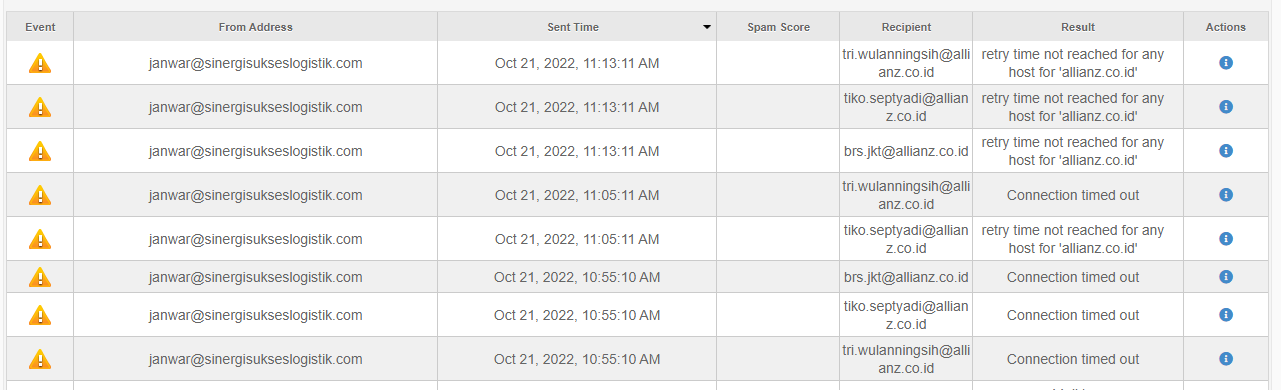 Event From Address Sent Time Spam Score Recipient Result Actions
janwar@sinergisukseslogistik.com Oct 21, 2022, 11:13:11 AM tri.wulanningsih@alli retry time not reached for any
anz.co.id host for 'allianz.co.id'
janwar@sinergisukseslogistik.com Oct 21, 2022, 11:13:11 AM tiko.septyadi@allian retry time not reached for any
z.co.id host for 'allianz.co.id'
janwar@sinergisukseslogistik.com Oct 21, 2022, 11:13:11 AM brs.jkt@allianz.co.id retry time not reached for any
host for 'allianz.co.id'
janwar@sinergisukseslogistik.com Oct 21, 2022, 11:05:11 AM tri.wulanningsih@alli Connection timed out
anz.co.id
janwar@sinergisukseslogistik.com Oct 21, 2022, 11:05:11 AM tiko.septyadi@allian retry time not reached for any
z.co.id host for 'allianz.co.id'
janwar@sinergisukseslogistik.com Oct 21, 2022, 10:55:10 AM brs.jkt@allianz.co.id Connection timed out
janwar@sinergisukseslogistik.com Oct 21, 2022, 10:55:10 AM tiko.septyadi@allian Connection timed out
z.co.id
janwar@sinergisukseslogistik.com Oct 21, 2022, 10:55:10 AM tri.wulanningsih@alli Connection timed out
anz.co.id